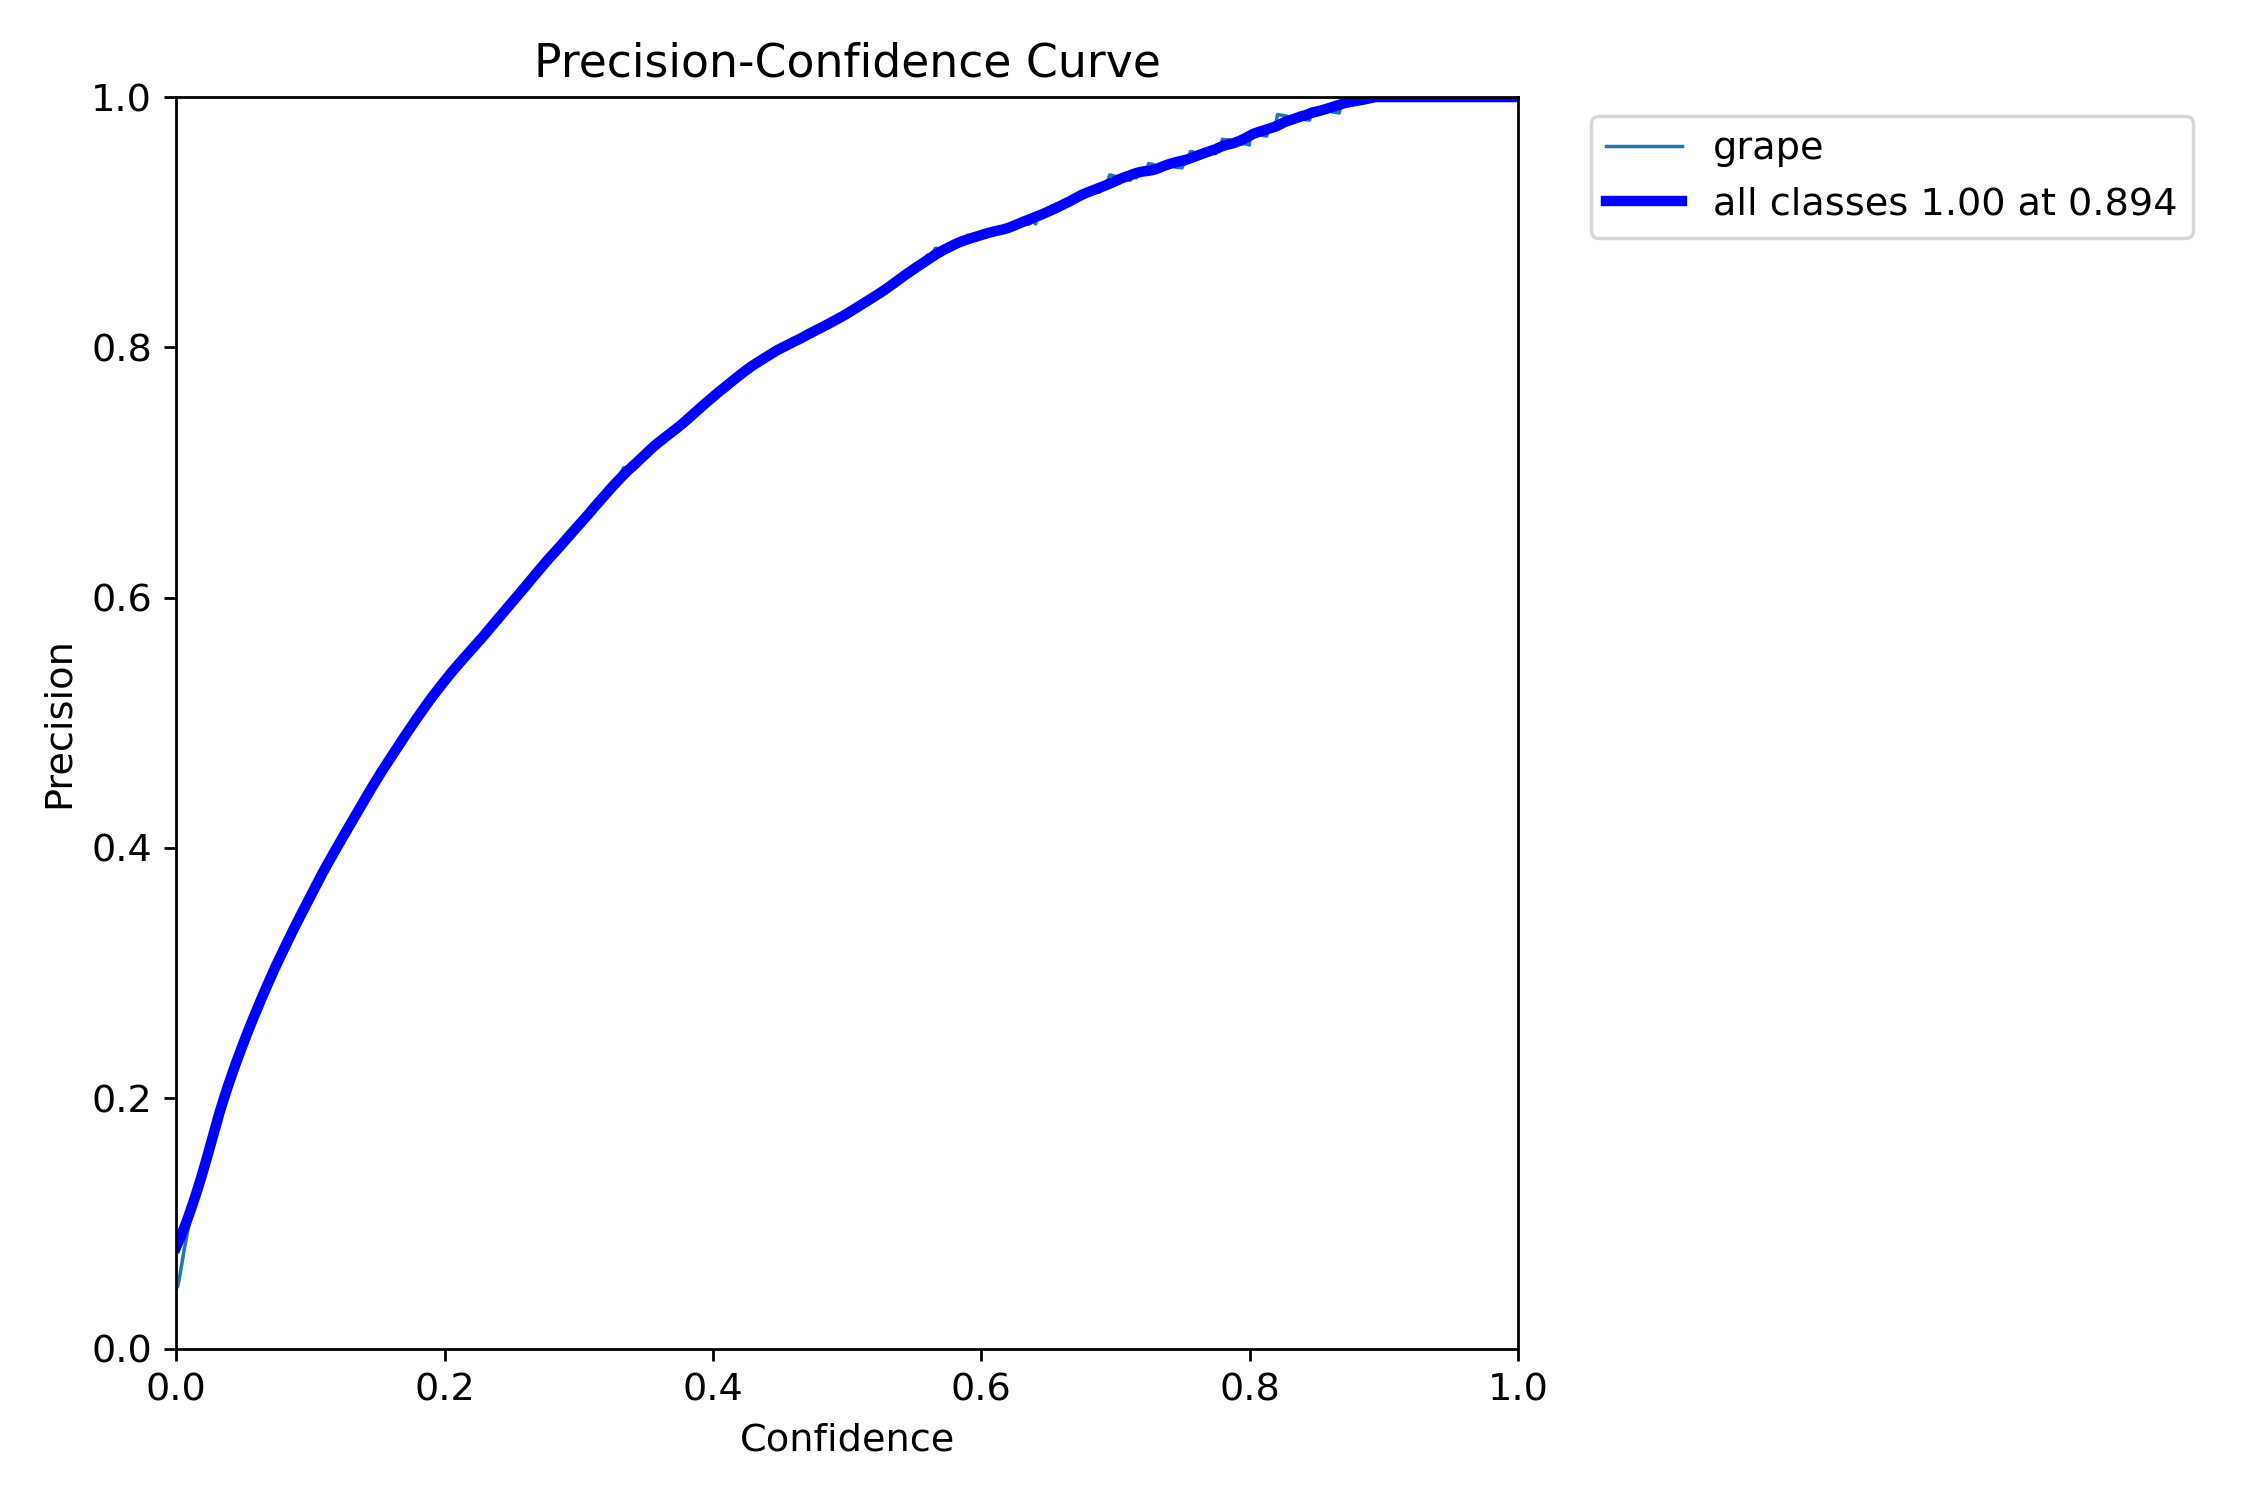 Precision-Confidence Curve
1.0
0.8
0.6
0.4
0.2
0.0
Precision
0.0 0.2 0.4 0.6 0.8 1.0
Confidence
grape
all classes 1.00 at 0.894